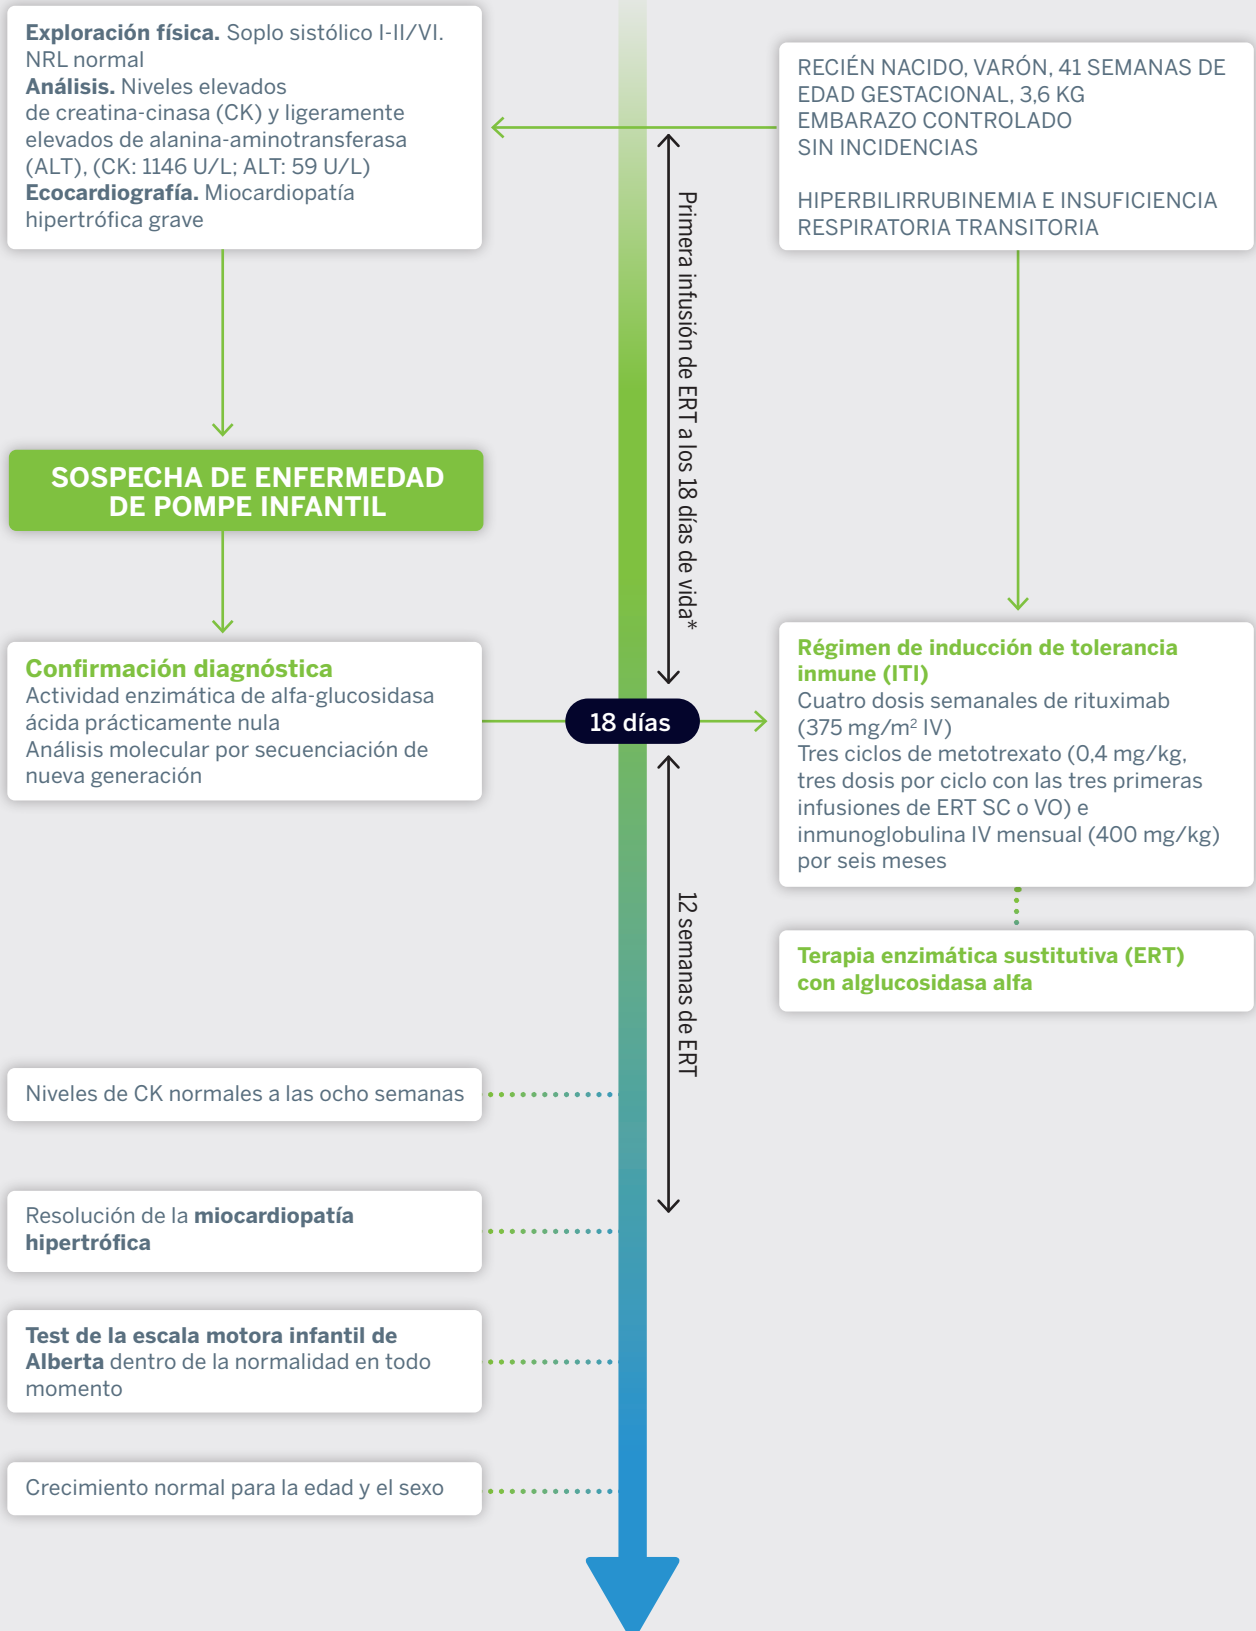 Exploración física. Soplo sistólico I-II/VI.
NRL normal
Análisis. Niveles elevados
de creatina-cinasa (CK) y ligeramente
elevados de alanina-aminotransferasa
(ALT), (CK: 1146 U/L; ALT: 59 U/L)
Ecocardiografía. Miocardiopatía
hipertrófica grave
RECIÉN NACIDO, VARÓN, 41 SEMANAS DE
EDAD GESTACIONAL, 3,6 KG
EMBARAZO CONTROLADO
SIN INCIDENCIAS
HIPERBILIRRUBINEMIA E INSUFICIENCIA
RESPIRATORIA TRANSITORIA
Primera infusión de ERT a los 18 días de vida*
SOSPECHA DE ENFERMEDAD
DE POMPE INFANTIL
Confirmación diagnóstica
Actividad enzimática de alfa-glucosidasa
ácida prácticamente nula
Análisis molecular por secuenciación de
nueva generación
18 días
Régimen de inducción de tolerancia
inmune (ITI)
Cuatro dosis semanales de rituximab
(375 mg/m² IV)
Tres ciclos de metotrexato (0,4 mg/kg,
tres dosis por ciclo con las tres primeras
infusiones de ERT SC o VO) e
inmunoglobulina IV mensual (400 mg/kg)
por seis meses
Terapia enzimática sustitutiva (ERT)
con alglucosidasa alfa
12 semanas de ERT
Niveles de CK normales a las ocho semanas
Resolución de la miocardiopatía
hipertrófica
Test de la escala motora infantil de
Alberta dentro de la normalidad en todo
momento
Crecimiento normal para la edad y el sexo